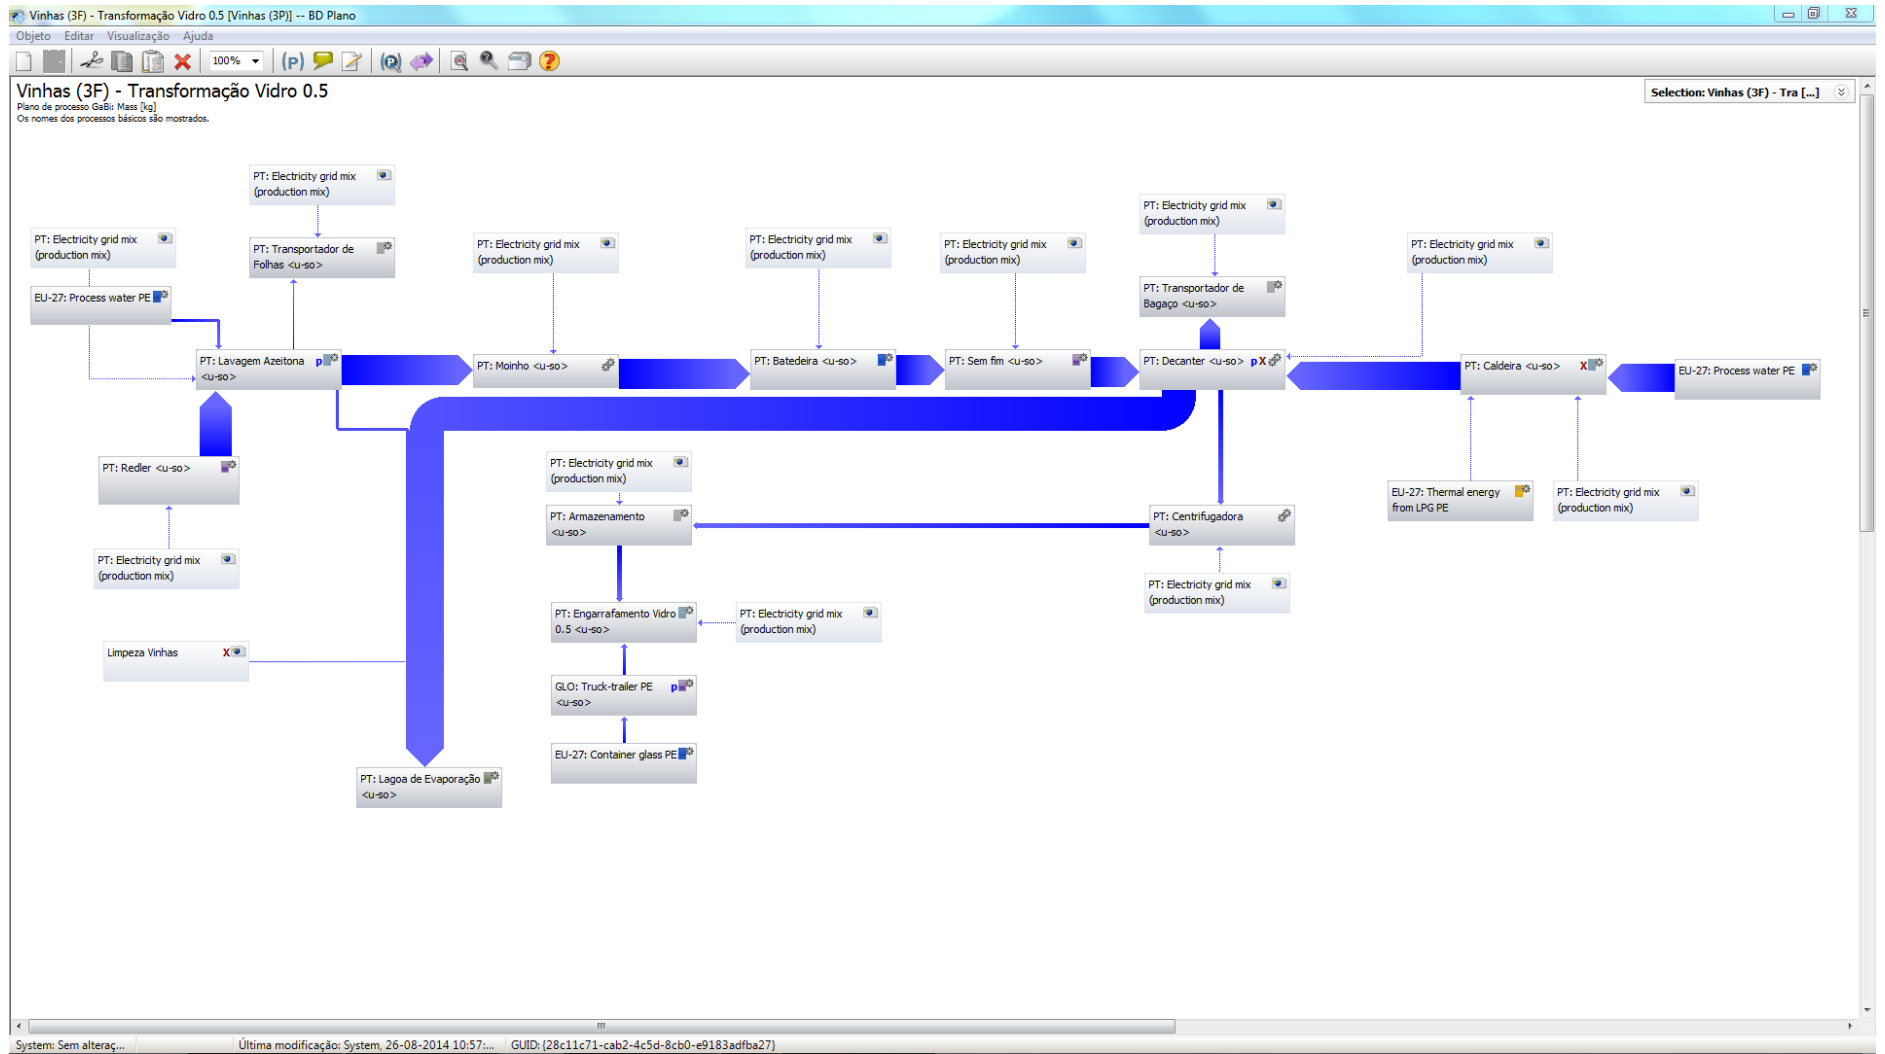 Vinhas (3F) - Transformação Vidro 0.5 [Vinhas (3P)] -- BD Plano
Objeto Editar Visualização Ajuda
100%
(P)
Vinhas (3F) - Transformação Vidro 0.5
Selection: Vinhas (3F) - Tra [...]
Plano de processo GaBi: Mass [kg]
Os nomes dos processos básicos são mostrados.
PT: Electricity grid mix
(production mix)
PT: Electricity grid mix
(production mix)
PT: Electricity grid mix
(production mix)
PT: Transportador de
Folhas <u-so>
PT: Electricity grid mix
(production mix)
PT: Electricity grid mix
(production mix)
PT: Electricity grid mix
(production mix)
PT: Electricity grid mix
(production mix)
EU-27: Process water PE
PT: Transportador de
Bagaço <u-so>
PT: Lavagem Azeitona p
<u-so>
PT: Moinho <u-so>
PT: Batedeira <u-so>
PT: Sem fim <u-so>
PT: Decanter <u-so> p X
PT: Caldeira <u-so> X
EU-27: Process water PE
PT: Redler <u-so>
PT: Electricity grid mix
(production mix)
EU-27: Thermal energy
from LPG PE
PT: Electricity grid mix
(production mix)
PT: Armazenamento
<u-so>
PT: Centrifugadora
<u-so>
PT: Electricity grid mix
(production mix)
PT: Electricity grid mix
(production mix)
PT: Engarrafamento Vidro
0.5 <u-so>
PT: Electricity grid mix
(production mix)
Limpeza Vinhas X
GLO: Truck-trailer PE p
<u-so>
EU-27: Container glass PE
PT: Lagoa de Evaporação
<u-so>
System: Sem alteraç... Última modificação: System, 26-08-2014 10:57:... GUID: {28c11c71-cab2-4c5d-8cb0-e9183adfba27}